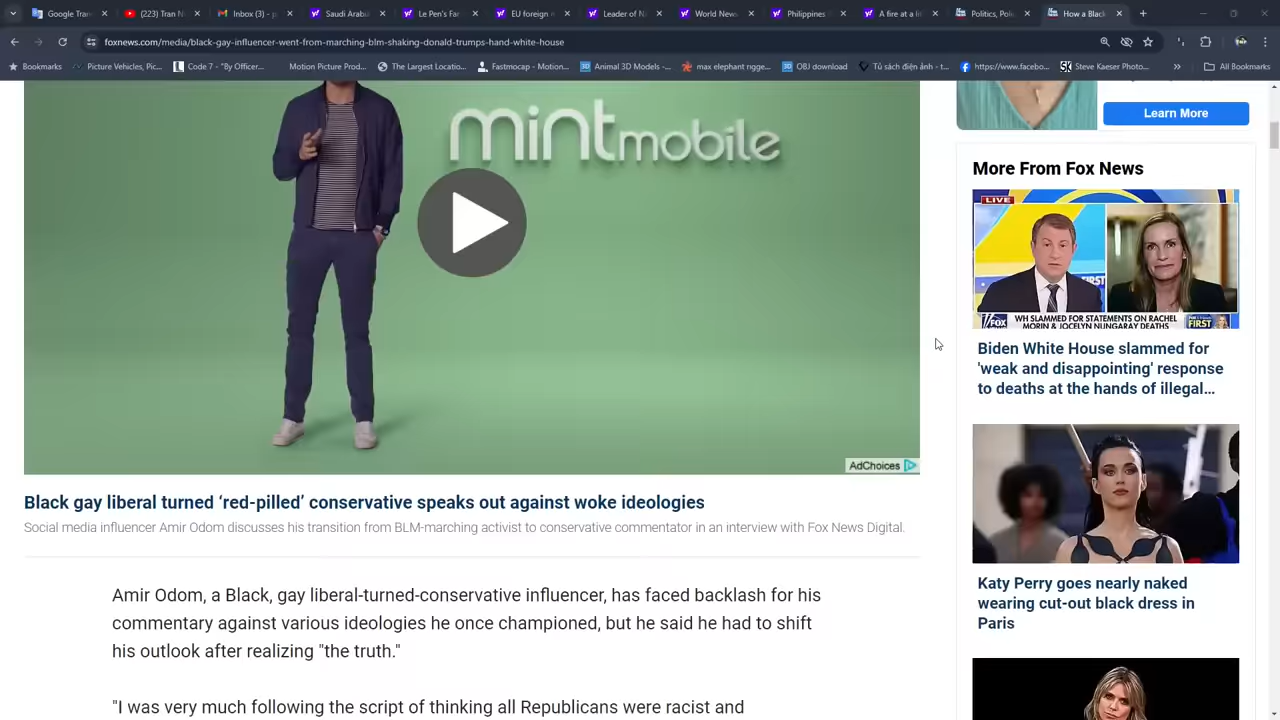 Google Tran
(223) Tran N
Inbox (3) - p
Saudi Arabi
Le Pen's Far
EU foreign r
Leader of N
World News
Philippines
A fire at a li
Politics, Poli
How a Black
foxnews.com/media/black-gay-influencer-went-from-marching-blm-shaking-donald-trumps-hand-white-house
Bookmarks
Picture Vehicles, Pic...
Code 7 - "By Officer...
Motion Picture Prod...
The Largest Locatio...
Fastmocap - Motion...
Animal 3D Models -...
max elephant rigge...
OBJ download
Tủ sách điện ảnh - t...
https://www.facebo...
Steve Kaeser Photo...
All Bookmarks
mint mobile
AdChoices
Black gay liberal turned ‘red-pilled’ conservative speaks out against woke ideologies
Social media influencer Amir Odom discusses his transition from BLM-marching activist to conservative commentator in an interview with Fox News Digital.
Amir Odom, a Black, gay liberal-turned-conservative influencer, has faced backlash for his
commentary against various ideologies he once championed, but he said he had to shift
his outlook after realizing "the truth."
"I was very much following the script of thinking all Republicans were racist and
Learn More
More From Fox News
LIVE
FIRST
WH SLAMMED FOR STATEMENTS ON RACHEL
MORIN & JOCELYN NUNGARAY DEATHS
FOX
FIRST
Biden White House slammed for
'weak and disappointing' response
to deaths at the hands of illegal...
Katy Perry goes nearly naked
wearing cut-out black dress in
Paris